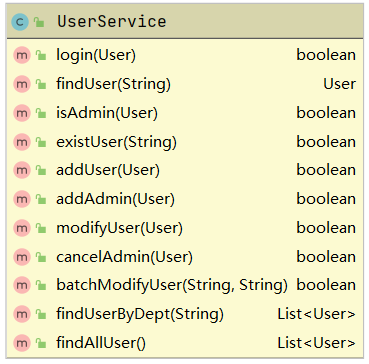 C UserService
m login(User) boolean
m findUser(String) User
m isAdmin(User) boolean
m existUser(String) boolean
m addUser(User) boolean
m addAdmin(User) boolean
m modifyUser(User) boolean
m cancelAdmin(User) boolean
m batchModifyUser(String, String) boolean
m findUserByDept(String) List<User>
m findAllUser() List<User>